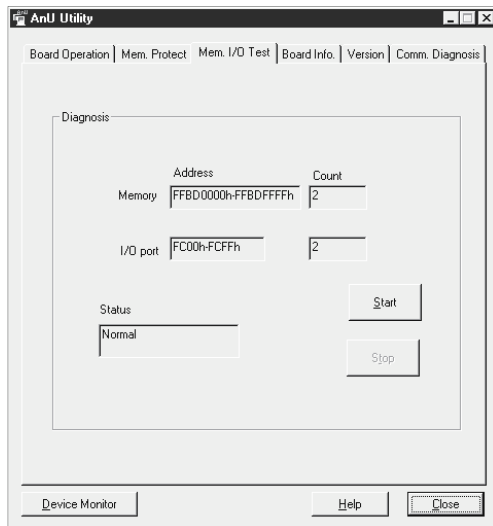 AnU AnU Utility
Board Operation Mem. Protect Mem. I/O Test Board Info. Version Comm. Diagnosis
Diagnosis
Address Count
Memory FFBD0000h-FFBDFFFFh 2
I/O port FC00h-FCFFh 2
Start
Status
Normal
Stop
Device Monitor Help Close